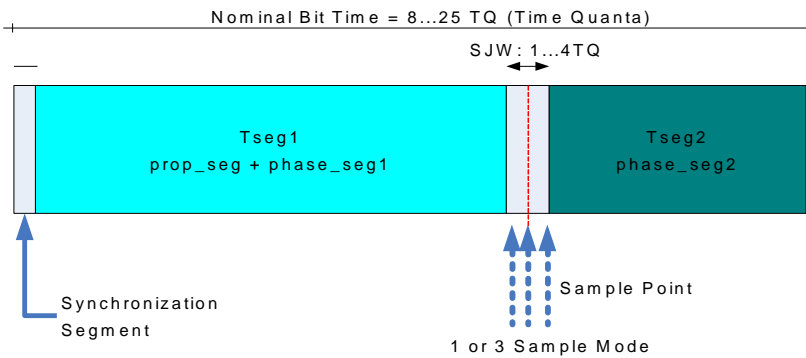 Nominal Bit Time = 8...25 TQ (Time Quanta)
SJW: 1...4TQ
Tseg1
prop_seg + phase_seg1
Tseg2
phase_seg2
Synchronization
Segment
Sample Point
1 or 3 Sample Mode